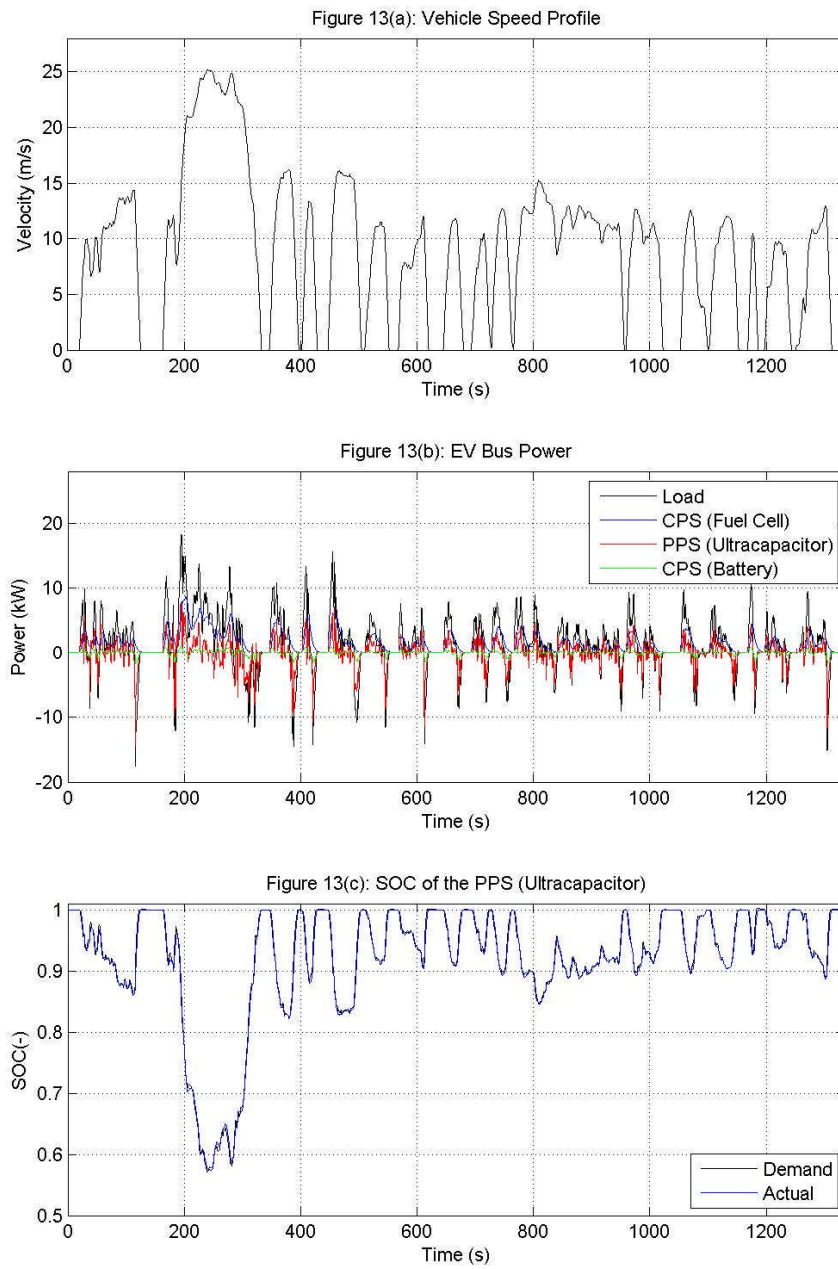 Figure 13(a): Vehicle Speed Profile
25
20
15
10
5
0
Velocity (m/s)
0 200 400 600 800 1000 1200
Time (s)
Figure 13(b): EV Bus Power
Load
CPS (Fuel Cell)
PPS (Ultracapacitor)
CPS (Battery)
20
10
0
-10
-20
Power (kW)
0 200 400 600 800 1000 1200
Time (s)
Figure 13(c): SOC of the PPS (Ultracapacitor)
1
0.9
0.8
0.7
0.6
0.5
SOC(-)
Demand
Actual
0 200 400 600 800 1000 1200
Time (s)